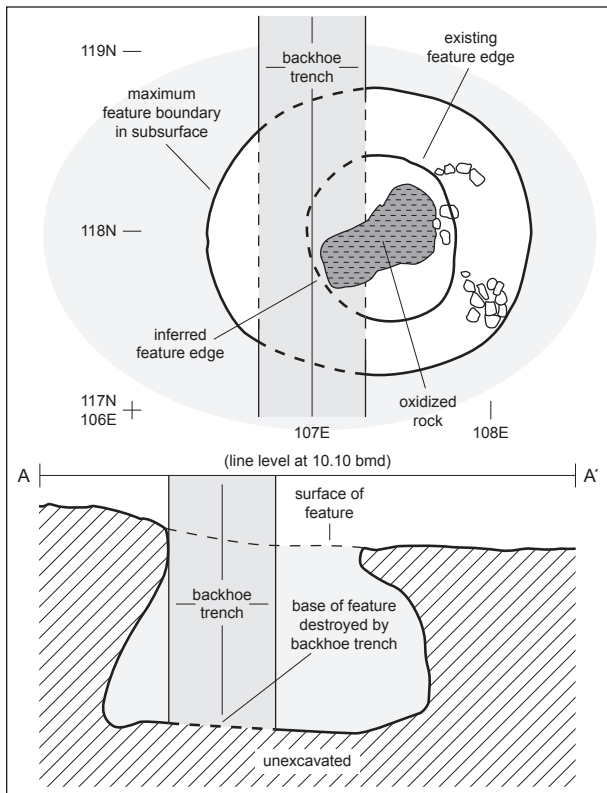 119N
backhoe
trench
existing
feature edge
maximum
feature boundary
in subsurface
118N
inferred
feature edge
oxidized
rock
117N
106E
107E
108E
(line level at 10.10 bmd)
A
A′
surface of
feature
backhoe
trench
base of feature
destroyed by
backhoe trench
unexcavated